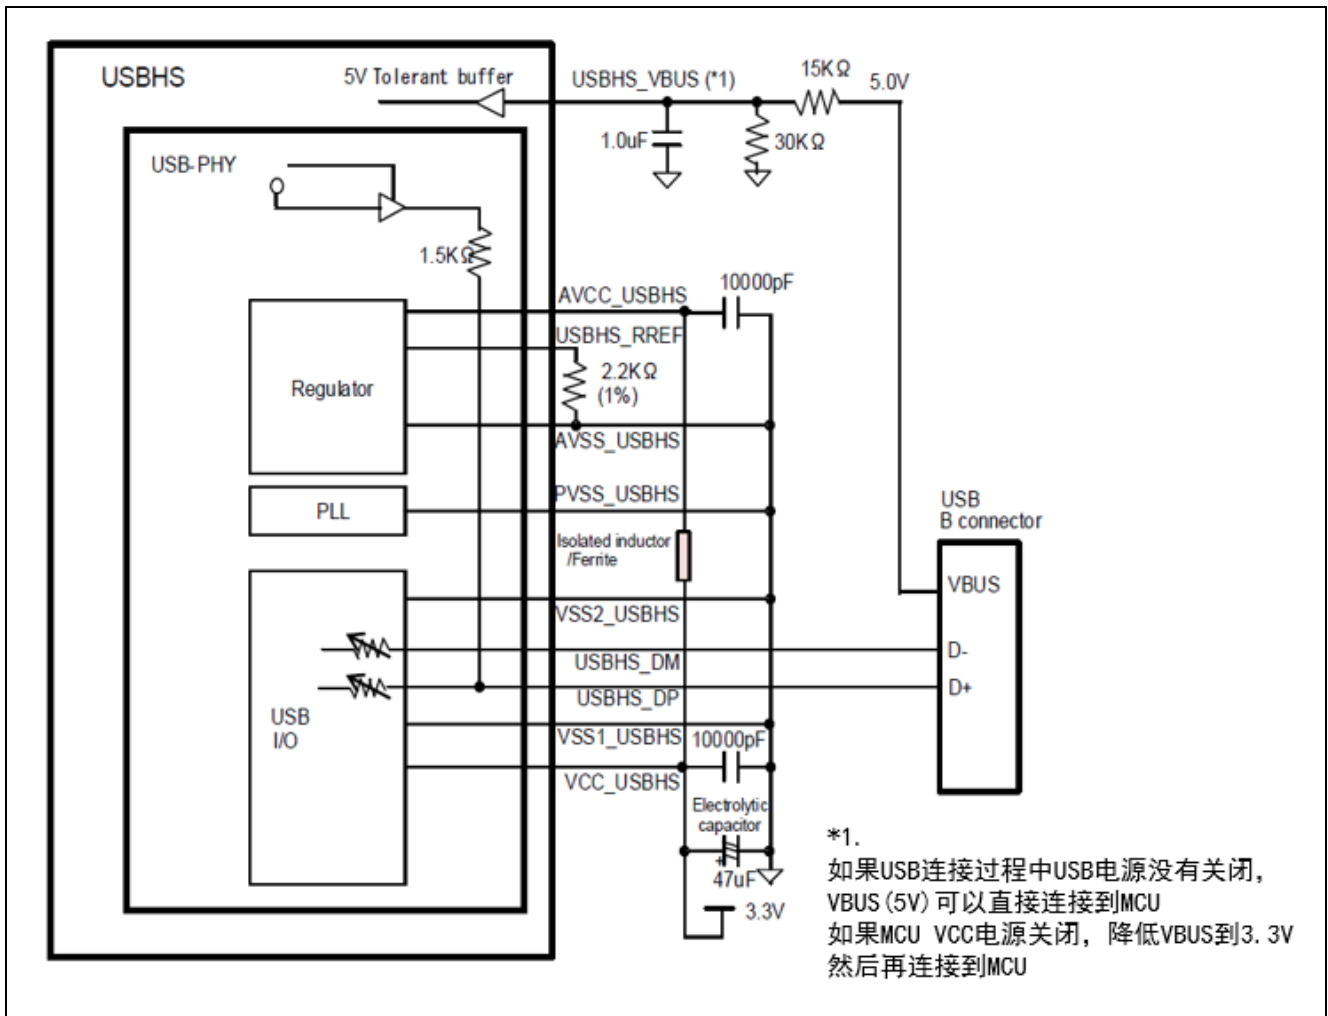 USBHS
5V Tolerant buffer
USBHS_VBUS (*1)
15KΩ
5.0V
1.0uF
30KΩ
USB-PHY
1.5KΩ
10000pF
AVCC_USBHS
USBHS_RREF
2.2KΩ
(1%)
Regulator
AVSS_USBHS
PVSS_USBHS
PLL
USB
B connector
Isolated inductor
/Ferrite
VBUS
VSS2_USBHS
D-
USBHS_DM
D+
USBHS_DP
USB
I/O
VSS1_USBHS
10000pF
VCC_USBHS
Electrolytic
capacitor
+
47uF
3.3V
*1.
如果USB连接过程中USB电源没有关闭，
VBUS(5V)可以直接连接到MCU
如果MCU VCC电源关闭，降低VBUS到3.3V
然后再连接到MCU